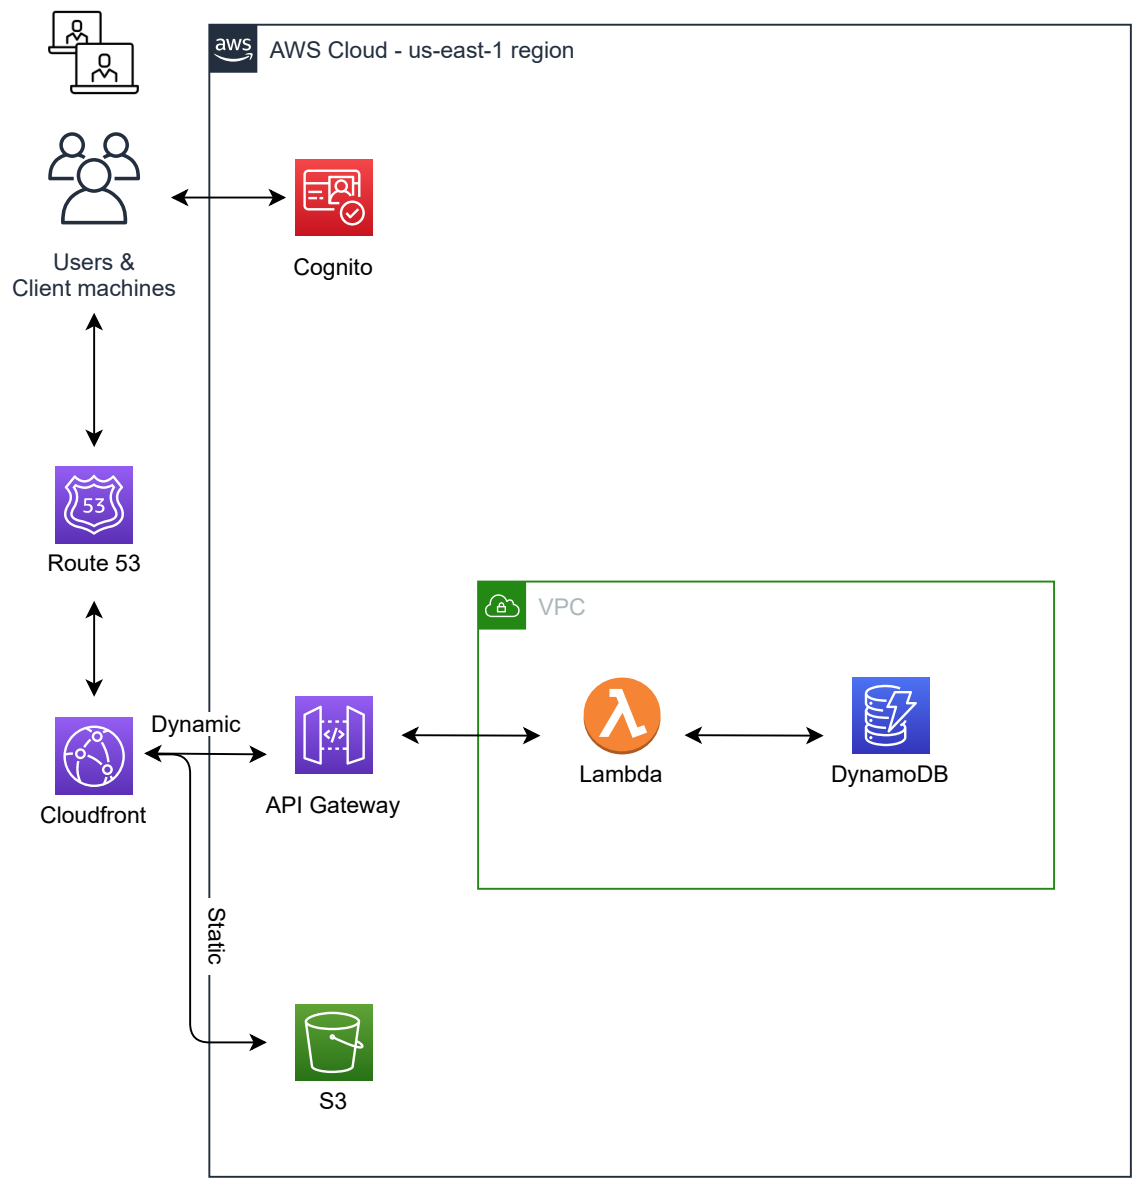 aws
AWS Cloud - us-east-1 region
Users &
Client machines
Cognito
53
Route 53
VPC
Dynamic
Cloudfront
</>
API Gateway
λ
Lambda
DynamoDB
Static
S3